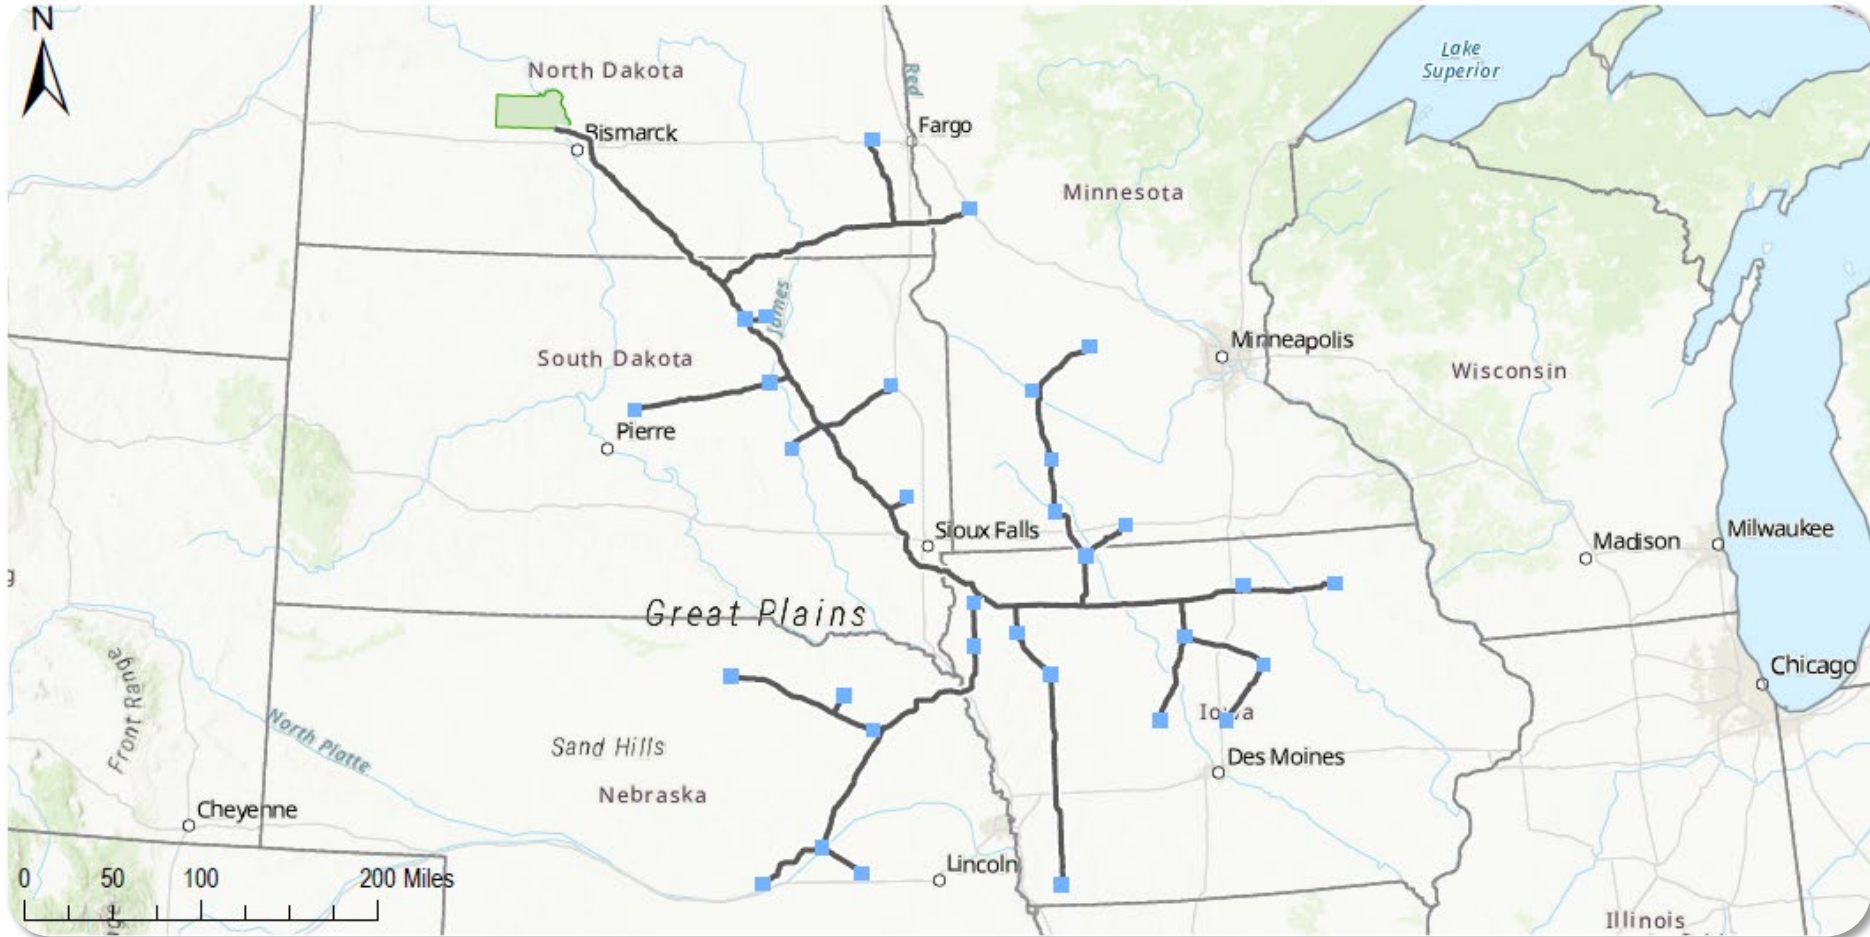 N
North Dakota
Lake
Superior
Red
Bismarck
Fargo
Minnesota
James
South Dakota
Minneapolis
Wisconsin
Pierre
Sioux Falls
Madison
Milwaukee
Great Plains
Front Range
Chicago
North Platte
Sand Hills
Iowa
Des Moines
Nebraska
Cheyenne
Lincoln
0 50 100 200 Miles
Illinois